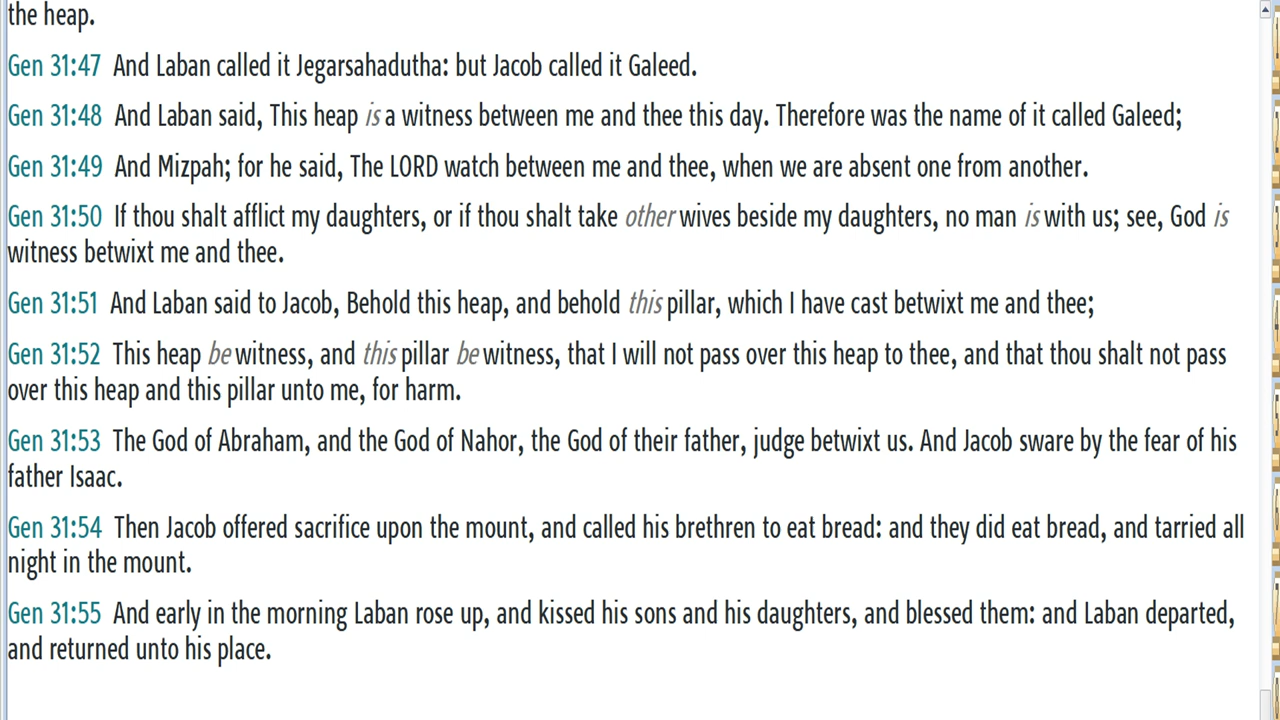 the heap.
Gen 31:47 And Laban called it Jegarsahadutha: but Jacob called it Galeed.
Gen 31:48 And Laban said, This heap is a witness between me and thee this day. Therefore was the name of it called Galeed;
Gen 31:49 And Mizpah; for he said, The LORD watch between me and thee, when we are absent one from another.
Gen 31:50 If thou shalt afflict my daughters, or if thou shalt take other wives beside my daughters, no man is with us; see, God is
witness betwixt me and thee.
Gen 31:51 And Laban said to Jacob, Behold this heap, and behold this pillar, which I have cast betwixt me and thee;
Gen 31:52 This heap be witness, and this pillar be witness, that I will not pass over this heap to thee, and that thou shalt not pass
over this heap and this pillar unto me, for harm.
Gen 31:53 The God of Abraham, and the God of Nahor, the God of their father, judge betwixt us. And Jacob sware by the fear of his
father Isaac.
Gen 31:54 Then Jacob offered sacrifice upon the mount, and called his brethren to eat bread: and they did eat bread, and tarried all
night in the mount.
Gen 31:55 And early in the morning Laban rose up, and kissed his sons and his daughters, and blessed them: and Laban departed,
and returned unto his place.